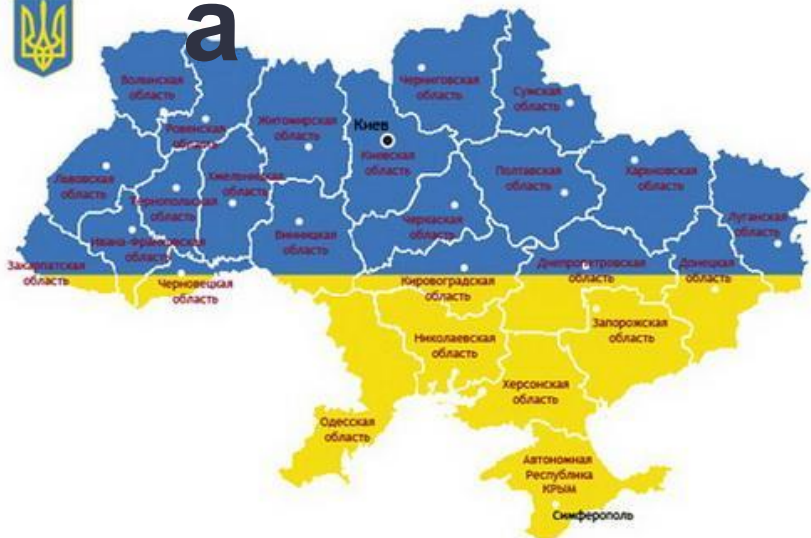 а
Волынская
область
Ровенская
область
Житомирская
область
Киев
Киевская
область
Черниговская
область
Сумская
область
Львовская
область
Тернопольская
область
Хмельницкая
область
Ивано-Франковская
область
Винницкая
область
Черкасская
область
Полтавская
область
Харьковская
область
Луганская
область
Закарпатская
область
Черновецкая
область
Кировоградская
область
Днепропетровская
область
Донецкая
область
Николаевская
область
Запорожская
область
Херсонская
область
Одесская
область
Автономная
Республика
КРЫМ
Симферополь